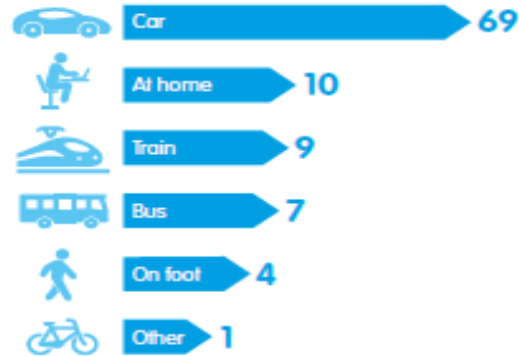 Car 69
At home 10
Train 9
Bus 7
On foot 4
Other 1